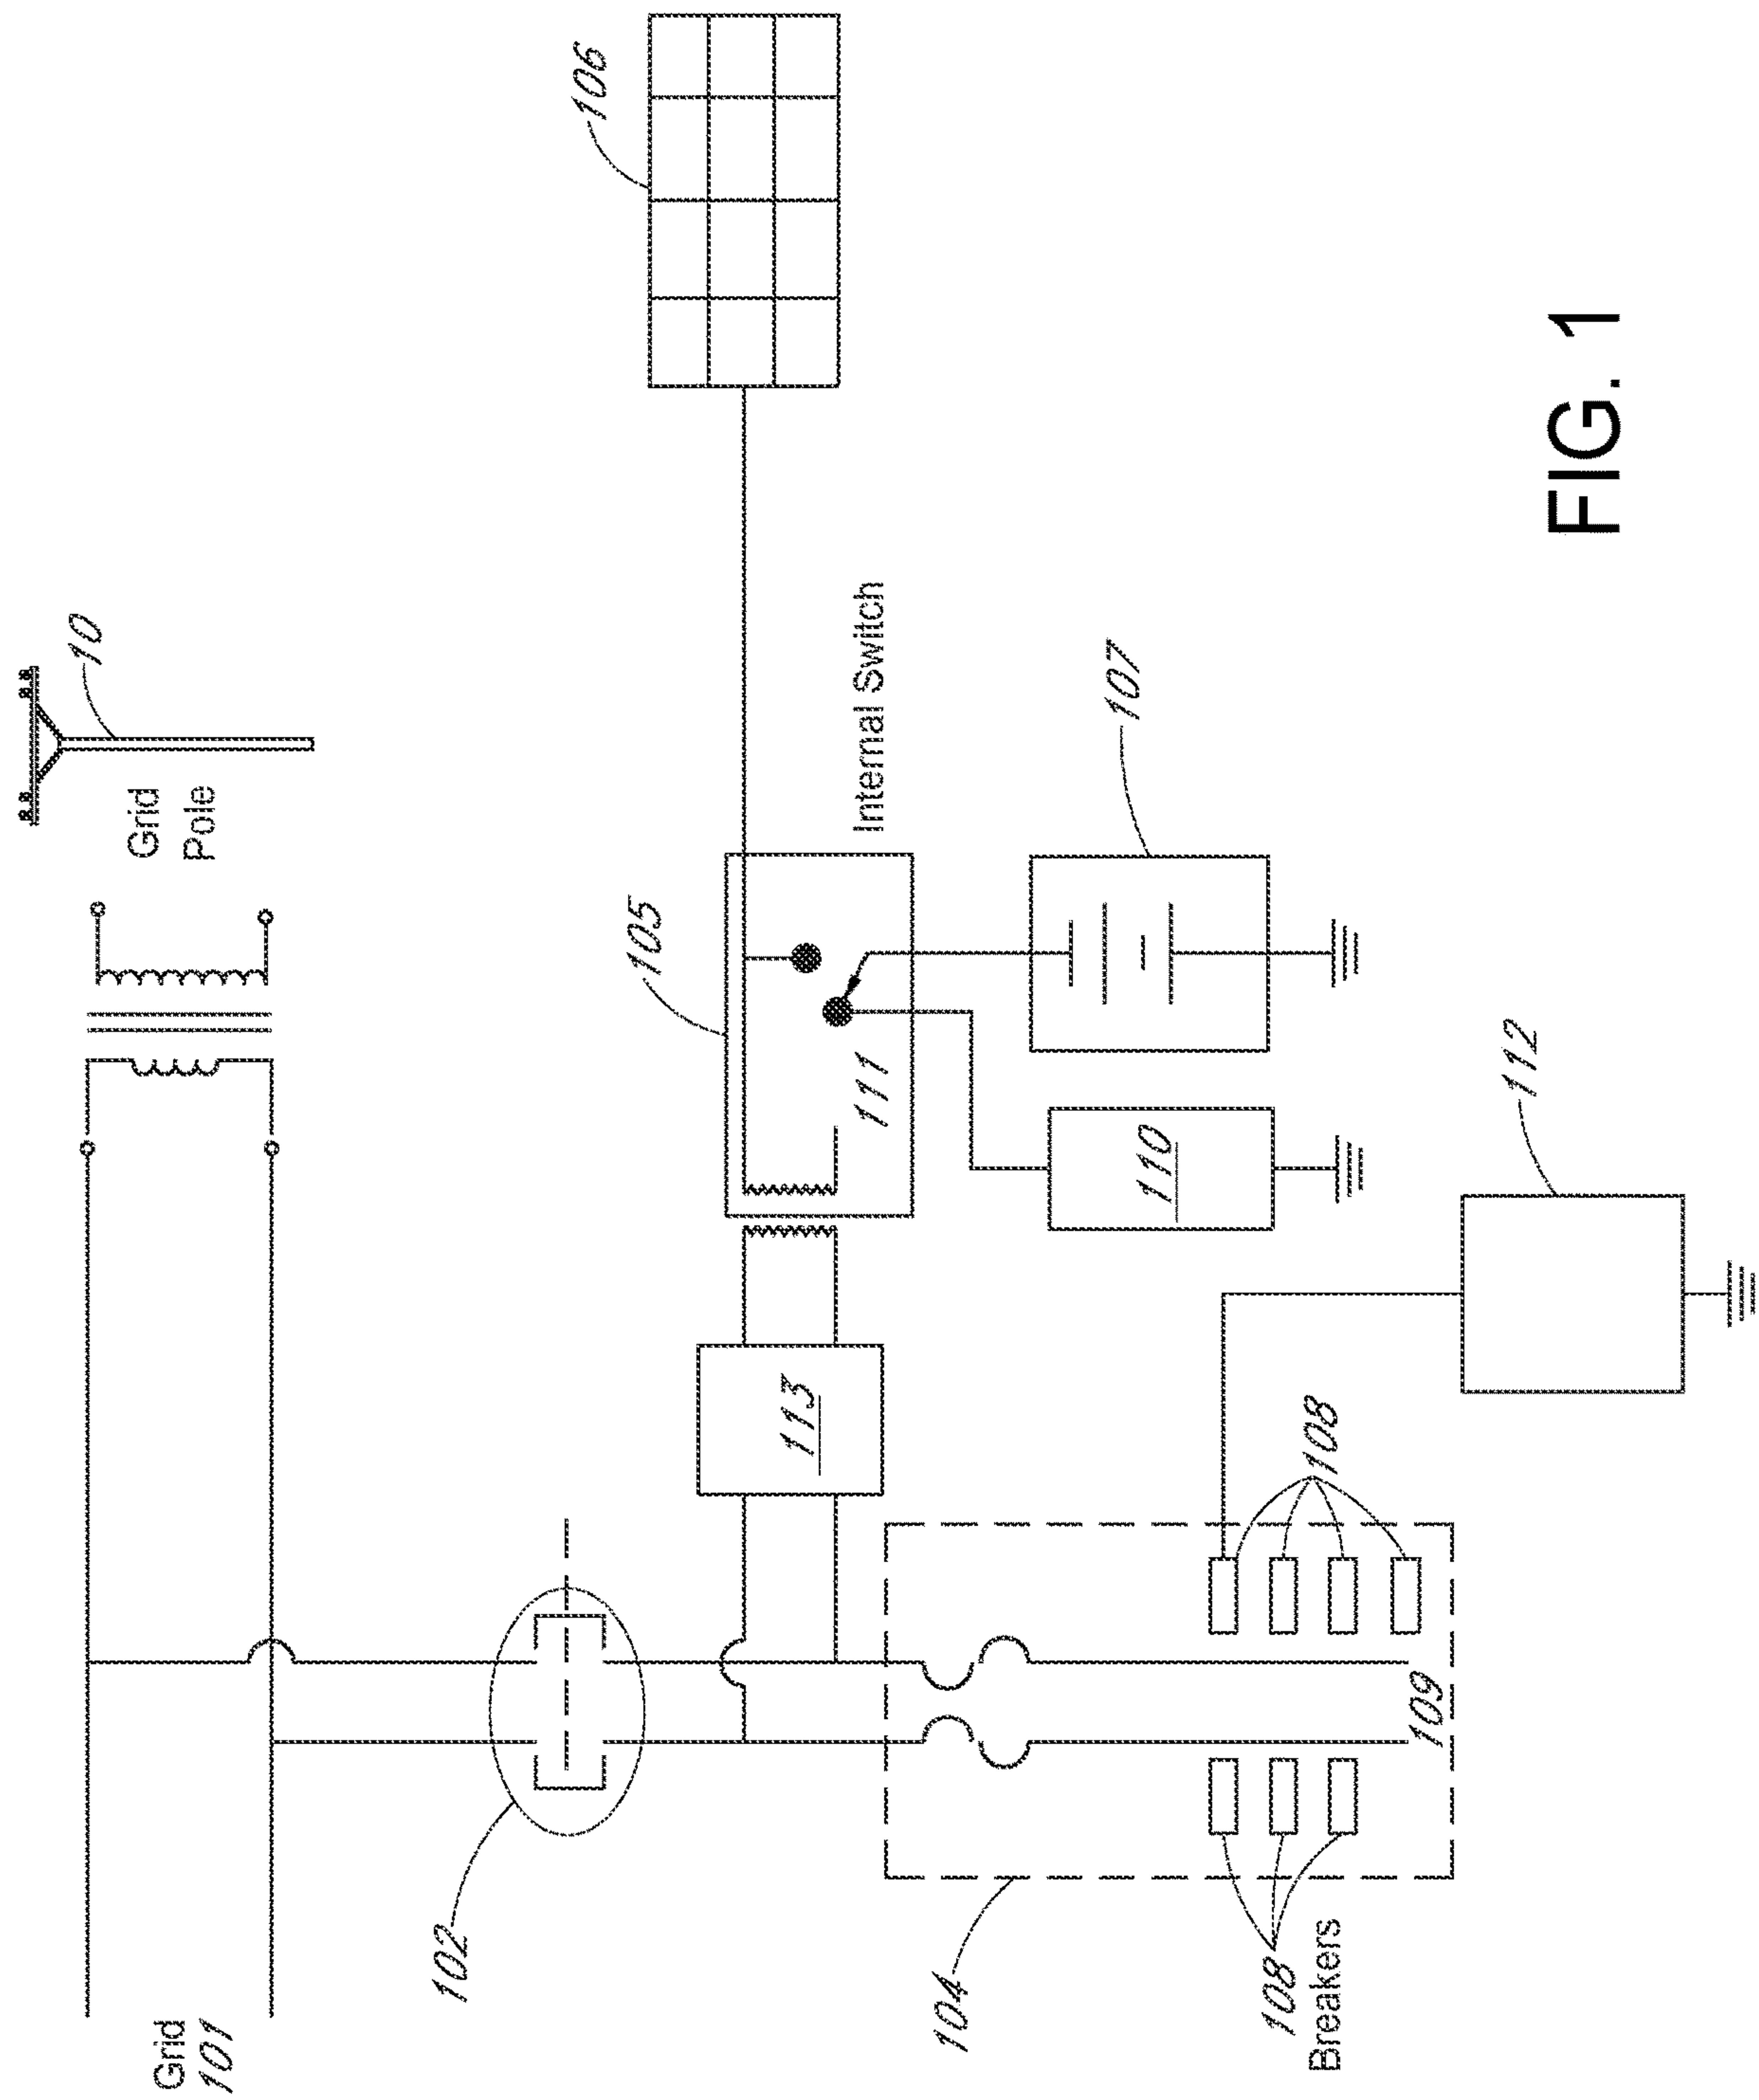 Grid
101
Grid
Pole
10
102
105
106
113
111
Internal Switch
104
110
107
108
Breakers
109
108
112
FIG. 1